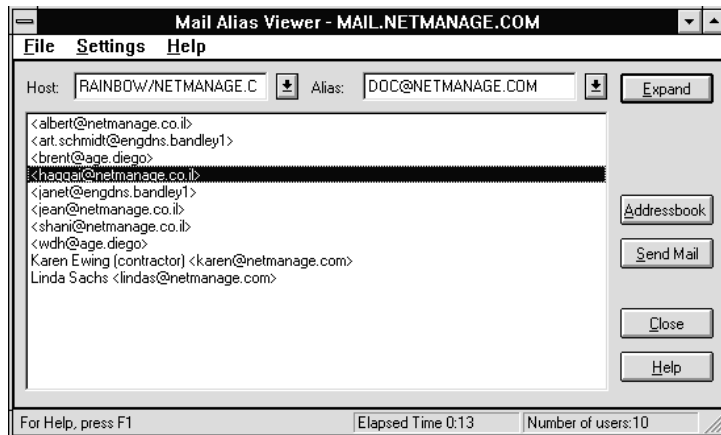 Mail Alias Viewer - MAIL.NETMANAGE.COM
File Settings Help
Host: RAINBOW/NETMANAGE.C Alias: DOC@NETMANAGE.COM Expand
<albert@netmanage.co.il>
<art.schmidt@engdns.bandley1>
<brent@age.diego>
<haggai@netmanage.co.il>
<janet@engdns.bandley1>
<jean@netmanage.co.il>
<shani@netmanage.co.il>
<wdh@age.diego>
Karen Ewing (contractor) <karen@netmanage.com>
Linda Sachs <lindas@netmanage.com>
Addressbook
Send Mail
Close
Help
For Help, press F1 Elapsed Time 0:13 Number of users:10